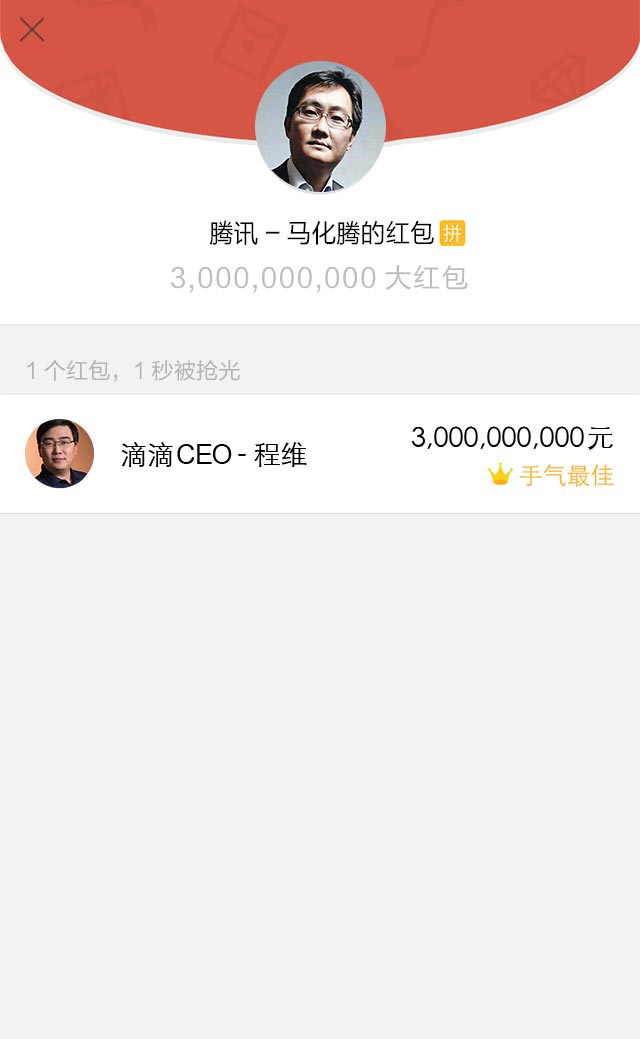 腾讯 – 马化腾的红包 拼
3,000,000,000 大红包
1 个红包，1 秒被抢光
滴滴CEO - 程维
3,000,000,000元
手气最佳